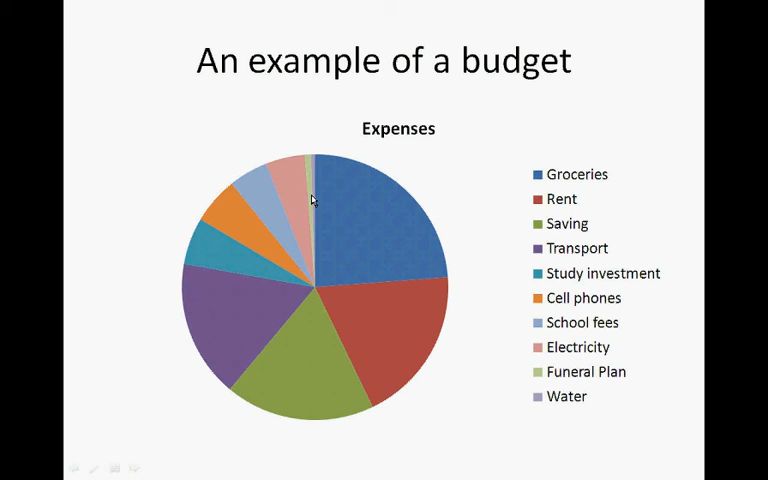 An example of a budget
Expenses
Groceries
Rent
Saving
Transport
Study investment
Cell phones
School fees
Electricity
Funeral Plan
Water